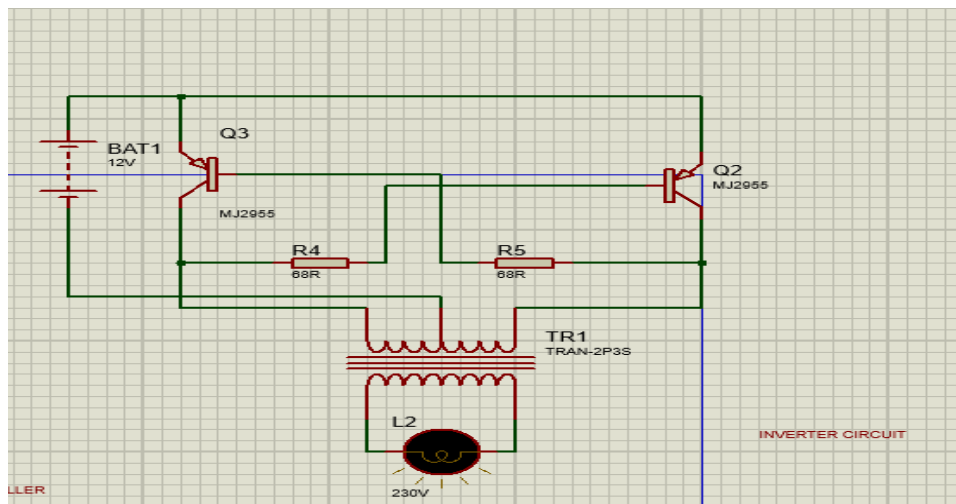 Q3
BAT1
12V
Q2
MJ2955
MJ2955
R4
68R
R5
68R
TR1
TRAN-2P3S
L2
INVERTER CIRCUIT
LLER
230V